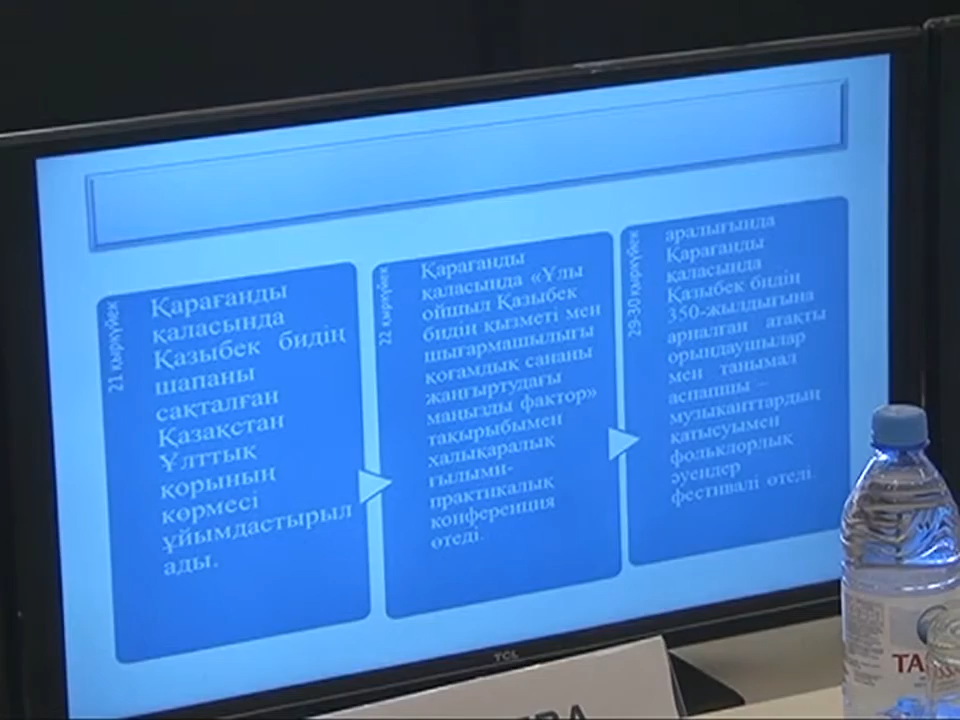 21 қыркүйек
Қарағанды
қаласында
Қазыбек бидің
шапаны
сақталған
Қазақстан
Ұлттық
қорының
көрмесі
ұйымдастырыл
ады.
22 қыркүйек
Қарағанды
қаласында «Ұлы
ойшыл Қазыбек
бидің қызметі мен
шығармашылығы
қоғамдық сананы
жаңғыртудағы
маңызды фактор»
тақырыбымен
халықаралық
ғылыми-
практикалық
конференция
өтеді.
29-30 қыркүйек
аралығында
Қарағанды
қаласында
Қазыбек бидің
350-жылдығына
арналған атақты
орындаушылар
мен танымал
аспапшы –
музыканттардың
қатысуымен
фольклорлық
әуендер
фестивалі өтеді.
TCL